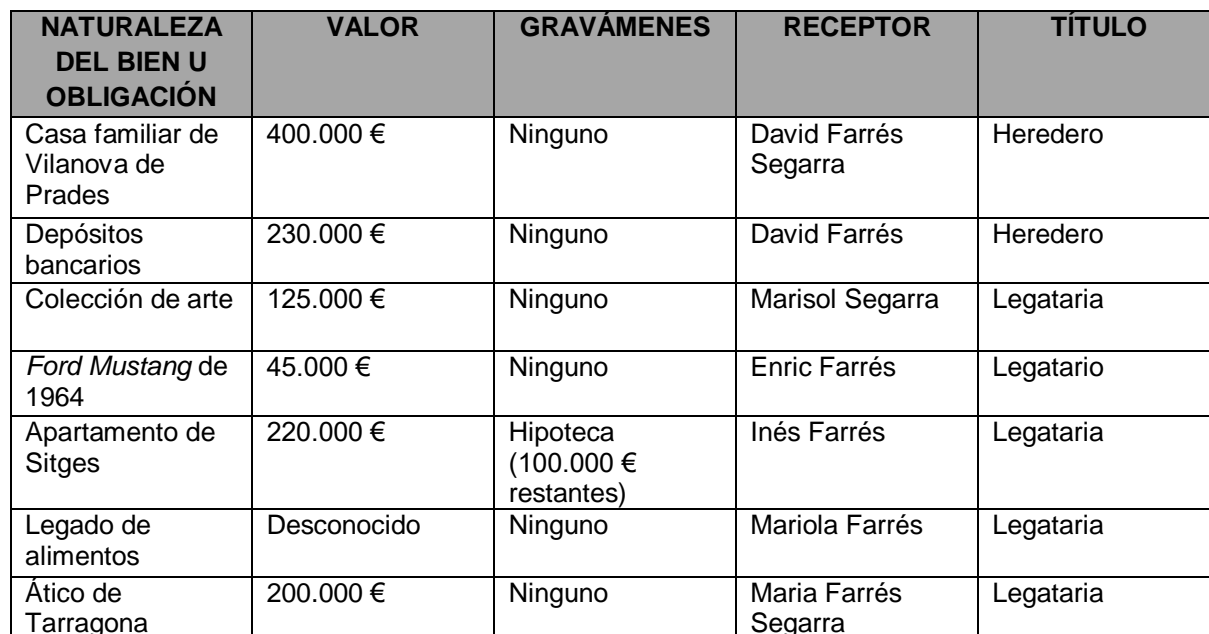 NATURALEZA DEL BIEN U OBLIGACIÓN VALOR GRAVÁMENES RECEPTOR TÍTULO
Casa familiar de Vilanova de Prades 400.000 € Ninguno David Farrés Segarra Heredero
Depósitos bancarios 230.000 € Ninguno David Farrés Heredero
Colección de arte 125.000 € Ninguno Marisol Segarra Legataria
Ford Mustang de 1964 45.000 € Ninguno Enric Farrés Legatario
Apartamento de Sitges 220.000 € Hipoteca (100.000 € restantes) Inés Farrés Legataria
Legado de alimentos Desconocido Ninguno Mariola Farrés Legataria
Ático de Tarragona 200.000 € Ninguno Maria Farrés Segarra Legataria